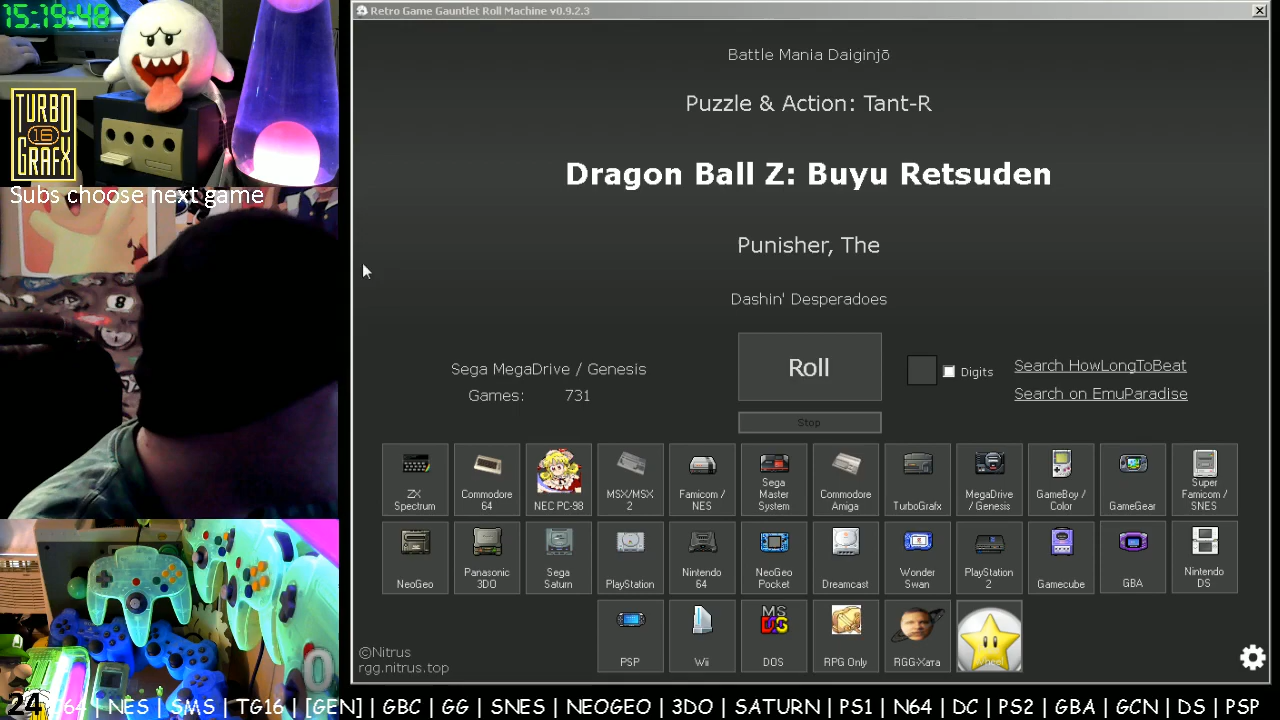 15:19:48
TURBO
16
GRAFX
Subs choose next game
8
Retro Game Gauntlet Roll Machine v0.9.2.3
Battle Mania Daiginjō
Puzzle & Action: Tant-R
Dragon Ball Z: Buyu Retsuden
Punisher, The
Dashin' Desperadoes
Sega MegaDrive / Genesis
Games: 731
Roll
Stop
Digits
Search HowLongToBeat
Search on EmuParadise
ZX Spectrum
Commodore 64
NEC PC-98
MSX/MSX 2
Famicom / NES
Sega Master System
Commodore Amiga
TurboGrafx
MegaDrive / Genesis
GameBoy / Color
GameGear
Super Famicom / SNES
NeoGeo
Panasonic 3DO
Sega Saturn
PlayStation
Nintendo 64
NeoGeo Pocket
Dreamcast
Wonder Swan
PlayStation 2
Gamecube
GBA
Nintendo DS
PSP
Wii
MS DOS
DOS
RPG Only
RGG-Xara
Wheel
©Nitrus
rgg.nitrus.top
0
24
64 | NES | SMS | TG16 | [GEN] | GBC | GG | SNES | NEOGEO | 3DO | SATURN | PS1 | N64 | DC | PS2 | GBA | GCN | DS | PSP